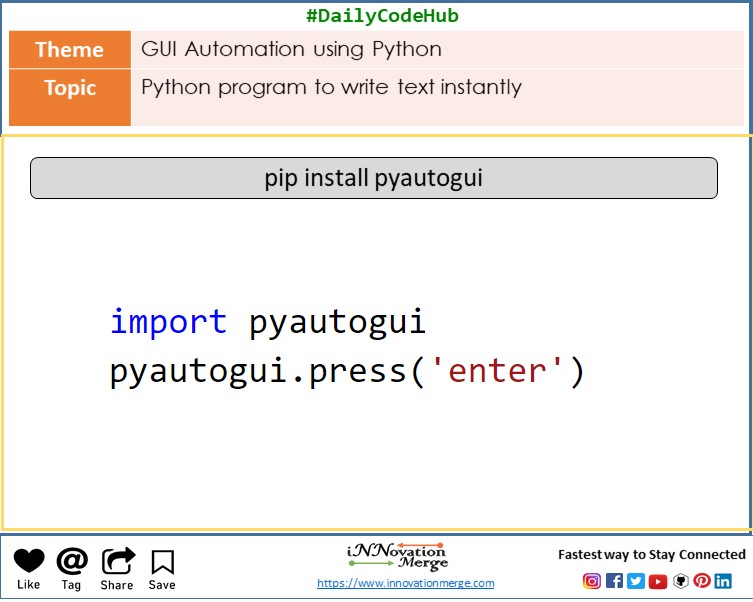 #DailyCodeHub
Theme
GUI Automation using Python
Topic
Python program to write text instantly
pip install pyautogui
import pyautogui
pyautogui.press('enter')
Like
Tag
Share
Save
iNNovation
Merge
https://www.innovationmerge.com
Fastest way to Stay Connected